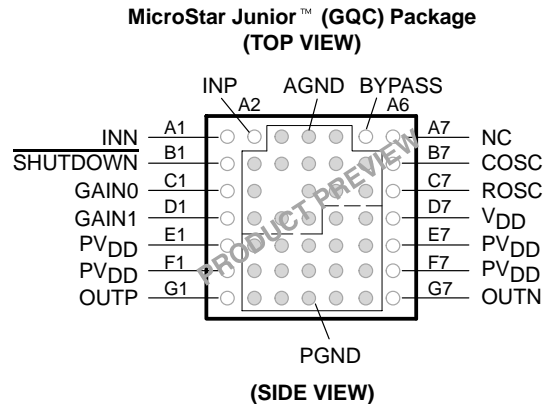 MicroStar Junior™ (GQC) Package
(TOP VIEW)
INP AGND BYPASS
A2 A6
INN A1 A7 NC
SHUTDOWN B1 B7 COSC
GAIN0 C1 C7 ROSC
GAIN1 D1 D7 VDD
PVDD E1 E7 PVDD
PVDD F1 F7 PVDD
OUTP G1 G7 OUTN
PRODUCT PREVIEW
PGND
(SIDE VIEW)